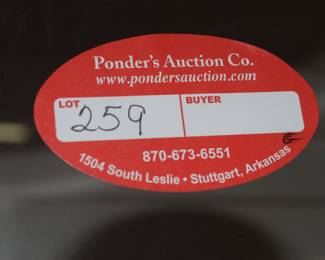 Ponder's Auction Co.
www.pondersauction.com
LOT 259 BUYER
870-673-6551
1504 South Leslie • Stuttgart, Arkansas